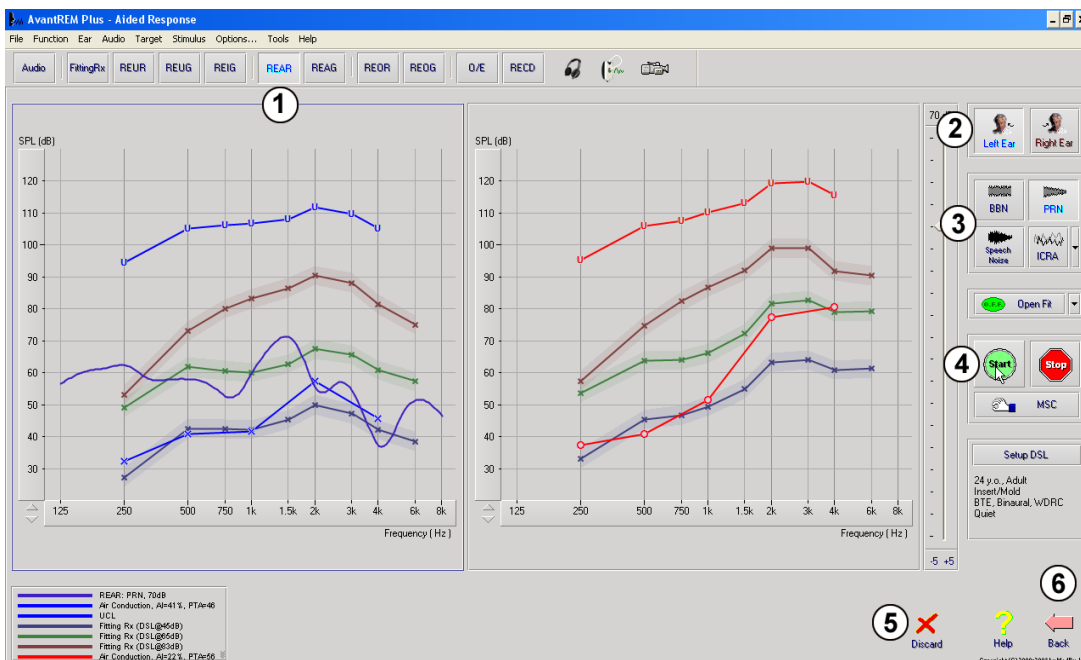 AvantREM Plus - Aided Response
File Function Ear Audio Target Stimulus Options... Tools Help
Audio FittingRx REUR REUG REIG REAR REAG REOR REOG O/E RECD
1
SPL (dB)
120
110
100
90
80
70
60
50
40
30
125 250 500 750 1k 1.5k 2k 3k 4k 6k 8k
Frequency ( Hz )
SPL (dB)
120
110
100
90
80
70
60
50
40
30
125 250 500 750 1k 1.5k 2k 3k 4k 6k 8k
Frequency ( Hz )
70
-5 +5
2
Left Ear Right Ear
3
BBN PRN
Speech Noise ICRA
Open Fit
4
Start Stop
MSC
Setup DSL
24 y.o., Adult
Insert/Mold
BTE, Binaural, WDRC
Quiet
REAR: PRN, 70dB
Air Conduction, AI=41%, PTA=46
UCL
Fitting Rx (DSL@45dB)
Fitting Rx (DSL@65dB)
Fitting Rx (DSL@83dB)
Air Conduction, AI=22%, PTA=56
5
Discard
Help
6
Back